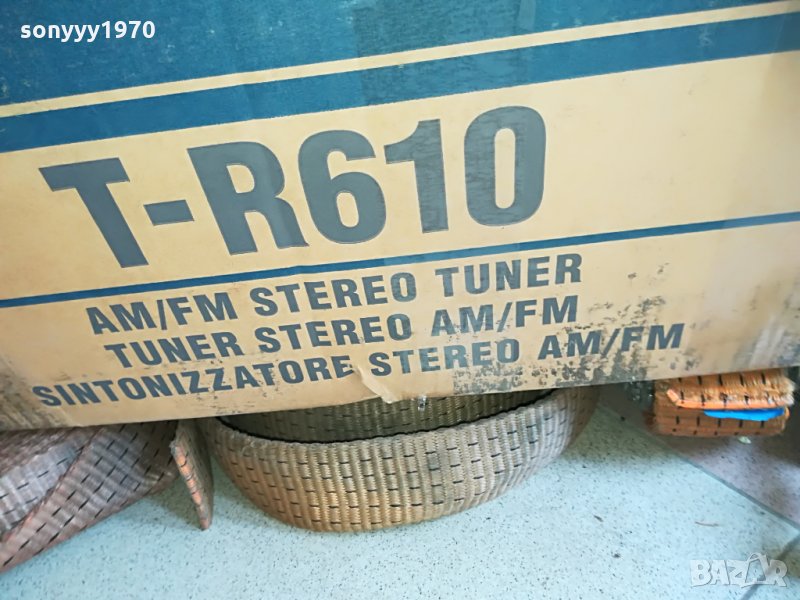 sonyyy1970
T-R610
AM/FM STEREO TUNER
TUNER STEREO AM/FM
SINTONIZZATORE STEREO AM/FM
BAZAR